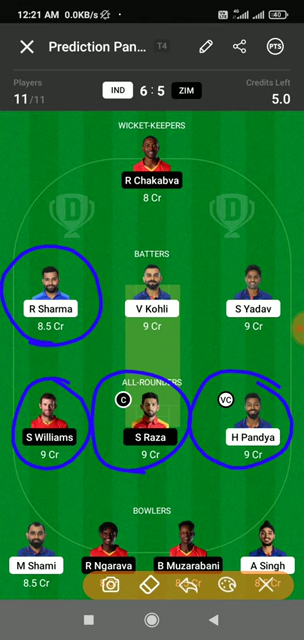 12:21 AM 0.0KB/s
40
Prediction Pan... T4
PTS
Players
11/11
IND 6 : 5 ZIM
Credits Left
5.0
WICKET-KEEPERS
R Chakabva
8 Cr
D D
BATTERS
R Sharma V Kohli S Yadav
8.5 Cr 9 Cr 9 Cr
ALL-ROUNDERS
C VC
S Williams S Raza H Pandya
9 Cr 9 Cr 9 Cr
BOWLERS
M Shami R Ngarava B Muzarabani A Singh
8.5 Cr